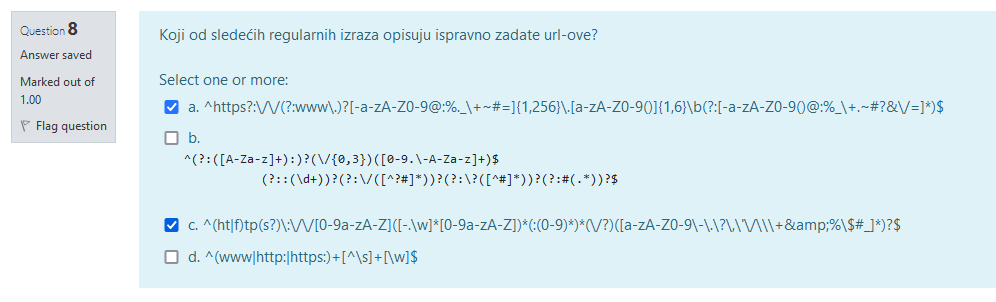 Question 8
Answer saved
Marked out of
1.00
Flag question
Koji od sledećih regularnih izraza opisuju ispravno zadate url-ove?
Select one or more:
a. ^https?:\/\/(?:www\.)?[-a-zA-Z0-9@:%._\+~#=]{1,256}\.[a-zA-Z0-9()]{1,6}\b(?:[-a-zA-Z0-9()@:%_\+.~#?&\/=]*)$
b.
^(?:([A-Za-z]+):)?(\/{0,3})([0-9.\-A-Za-z]+)$
(?::(\d+))?(?:\/([^?#]*))?(?:\?([^#]*))?(?:#(.*))?$
c. ^(ht|f)tp(s?)\:\/\/[0-9a-zA-Z]([-.\w]*[0-9a-zA-Z])*(:(0-9)*)*(\/?)([a-zA-Z0-9\-\.\?\,\'\/\\\+&amp;%\$#_]*)?$
d. ^(www|http:|https:)+[^\s]+[\w]$